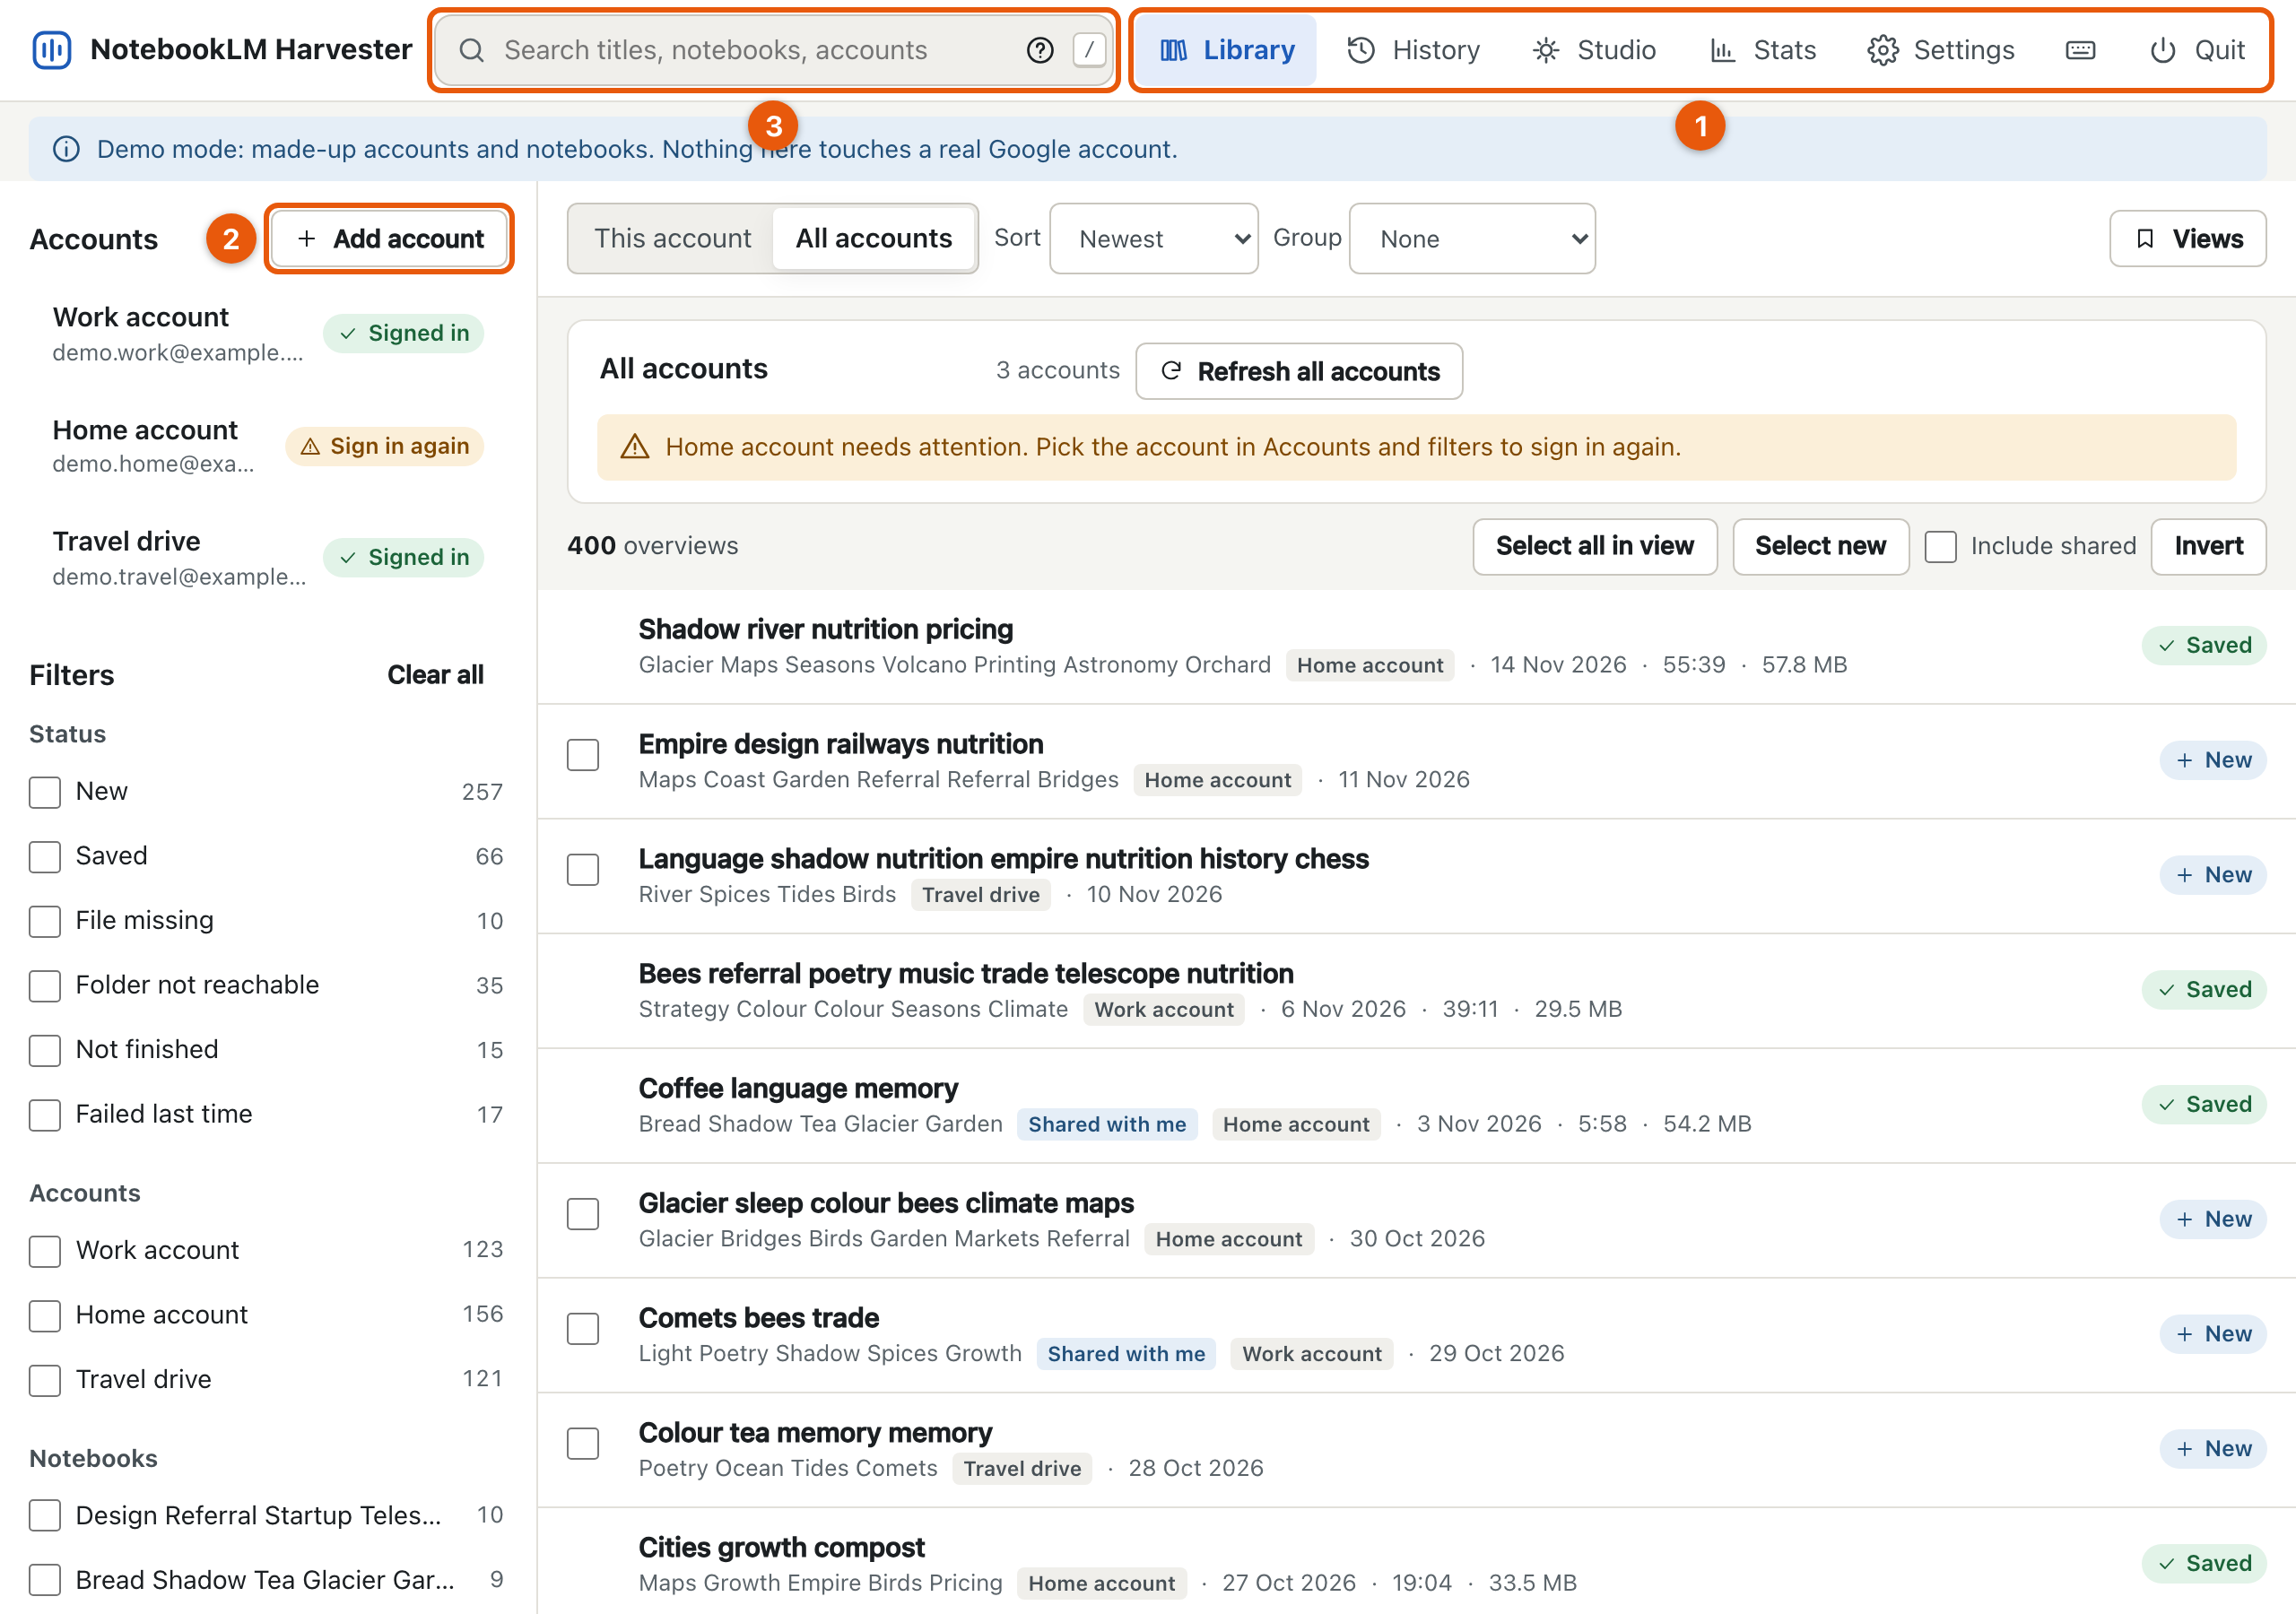 NotebookLM Harvester
Search titles, notebooks, accounts
/
Library
History
Studio
Stats
Settings
Quit
3
1
Demo mode: made-up accounts and notebooks. Nothing here touches a real Google account.
Accounts
2
+ Add account
This account
All accounts
Sort
Newest
Group
None
Views
Work account
demo.work@example....
Signed in
Home account
demo.home@exa...
Sign in again
Travel drive
demo.travel@example...
Signed in
All accounts
3 accounts
Refresh all accounts
Home account needs attention. Pick the account in Accounts and filters to sign in again.
400 overviews
Select all in view
Select new
Include shared
Invert
Filters
Clear all
Status
New 257
Saved 66
File missing 10
Folder not reachable 35
Not finished 15
Failed last time 17
Accounts
Work account 123
Home account 156
Travel drive 121
Notebooks
Design Referral Startup Teles... 10
Bread Shadow Tea Glacier Gar... 9
Shadow river nutrition pricing
Glacier Maps Seasons Volcano Printing Astronomy Orchard Home account · 14 Nov 2026 · 55:39 · 57.8 MB
Saved
Empire design railways nutrition
Maps Coast Garden Referral Referral Bridges Home account · 11 Nov 2026
+ New
Language shadow nutrition empire nutrition history chess
River Spices Tides Birds Travel drive · 10 Nov 2026
+ New
Bees referral poetry music trade telescope nutrition
Strategy Colour Colour Seasons Climate Work account · 6 Nov 2026 · 39:11 · 29.5 MB
Saved
Coffee language memory
Bread Shadow Tea Glacier Garden Shared with me Home account · 3 Nov 2026 · 5:58 · 54.2 MB
Saved
Glacier sleep colour bees climate maps
Glacier Bridges Birds Garden Markets Referral Home account · 30 Oct 2026
+ New
Comets bees trade
Light Poetry Shadow Spices Growth Shared with me Work account · 29 Oct 2026
+ New
Colour tea memory memory
Poetry Ocean Tides Comets Travel drive · 28 Oct 2026
+ New
Cities growth compost
Maps Growth Empire Birds Pricing Home account · 27 Oct 2026 · 19:04 · 33.5 MB
Saved